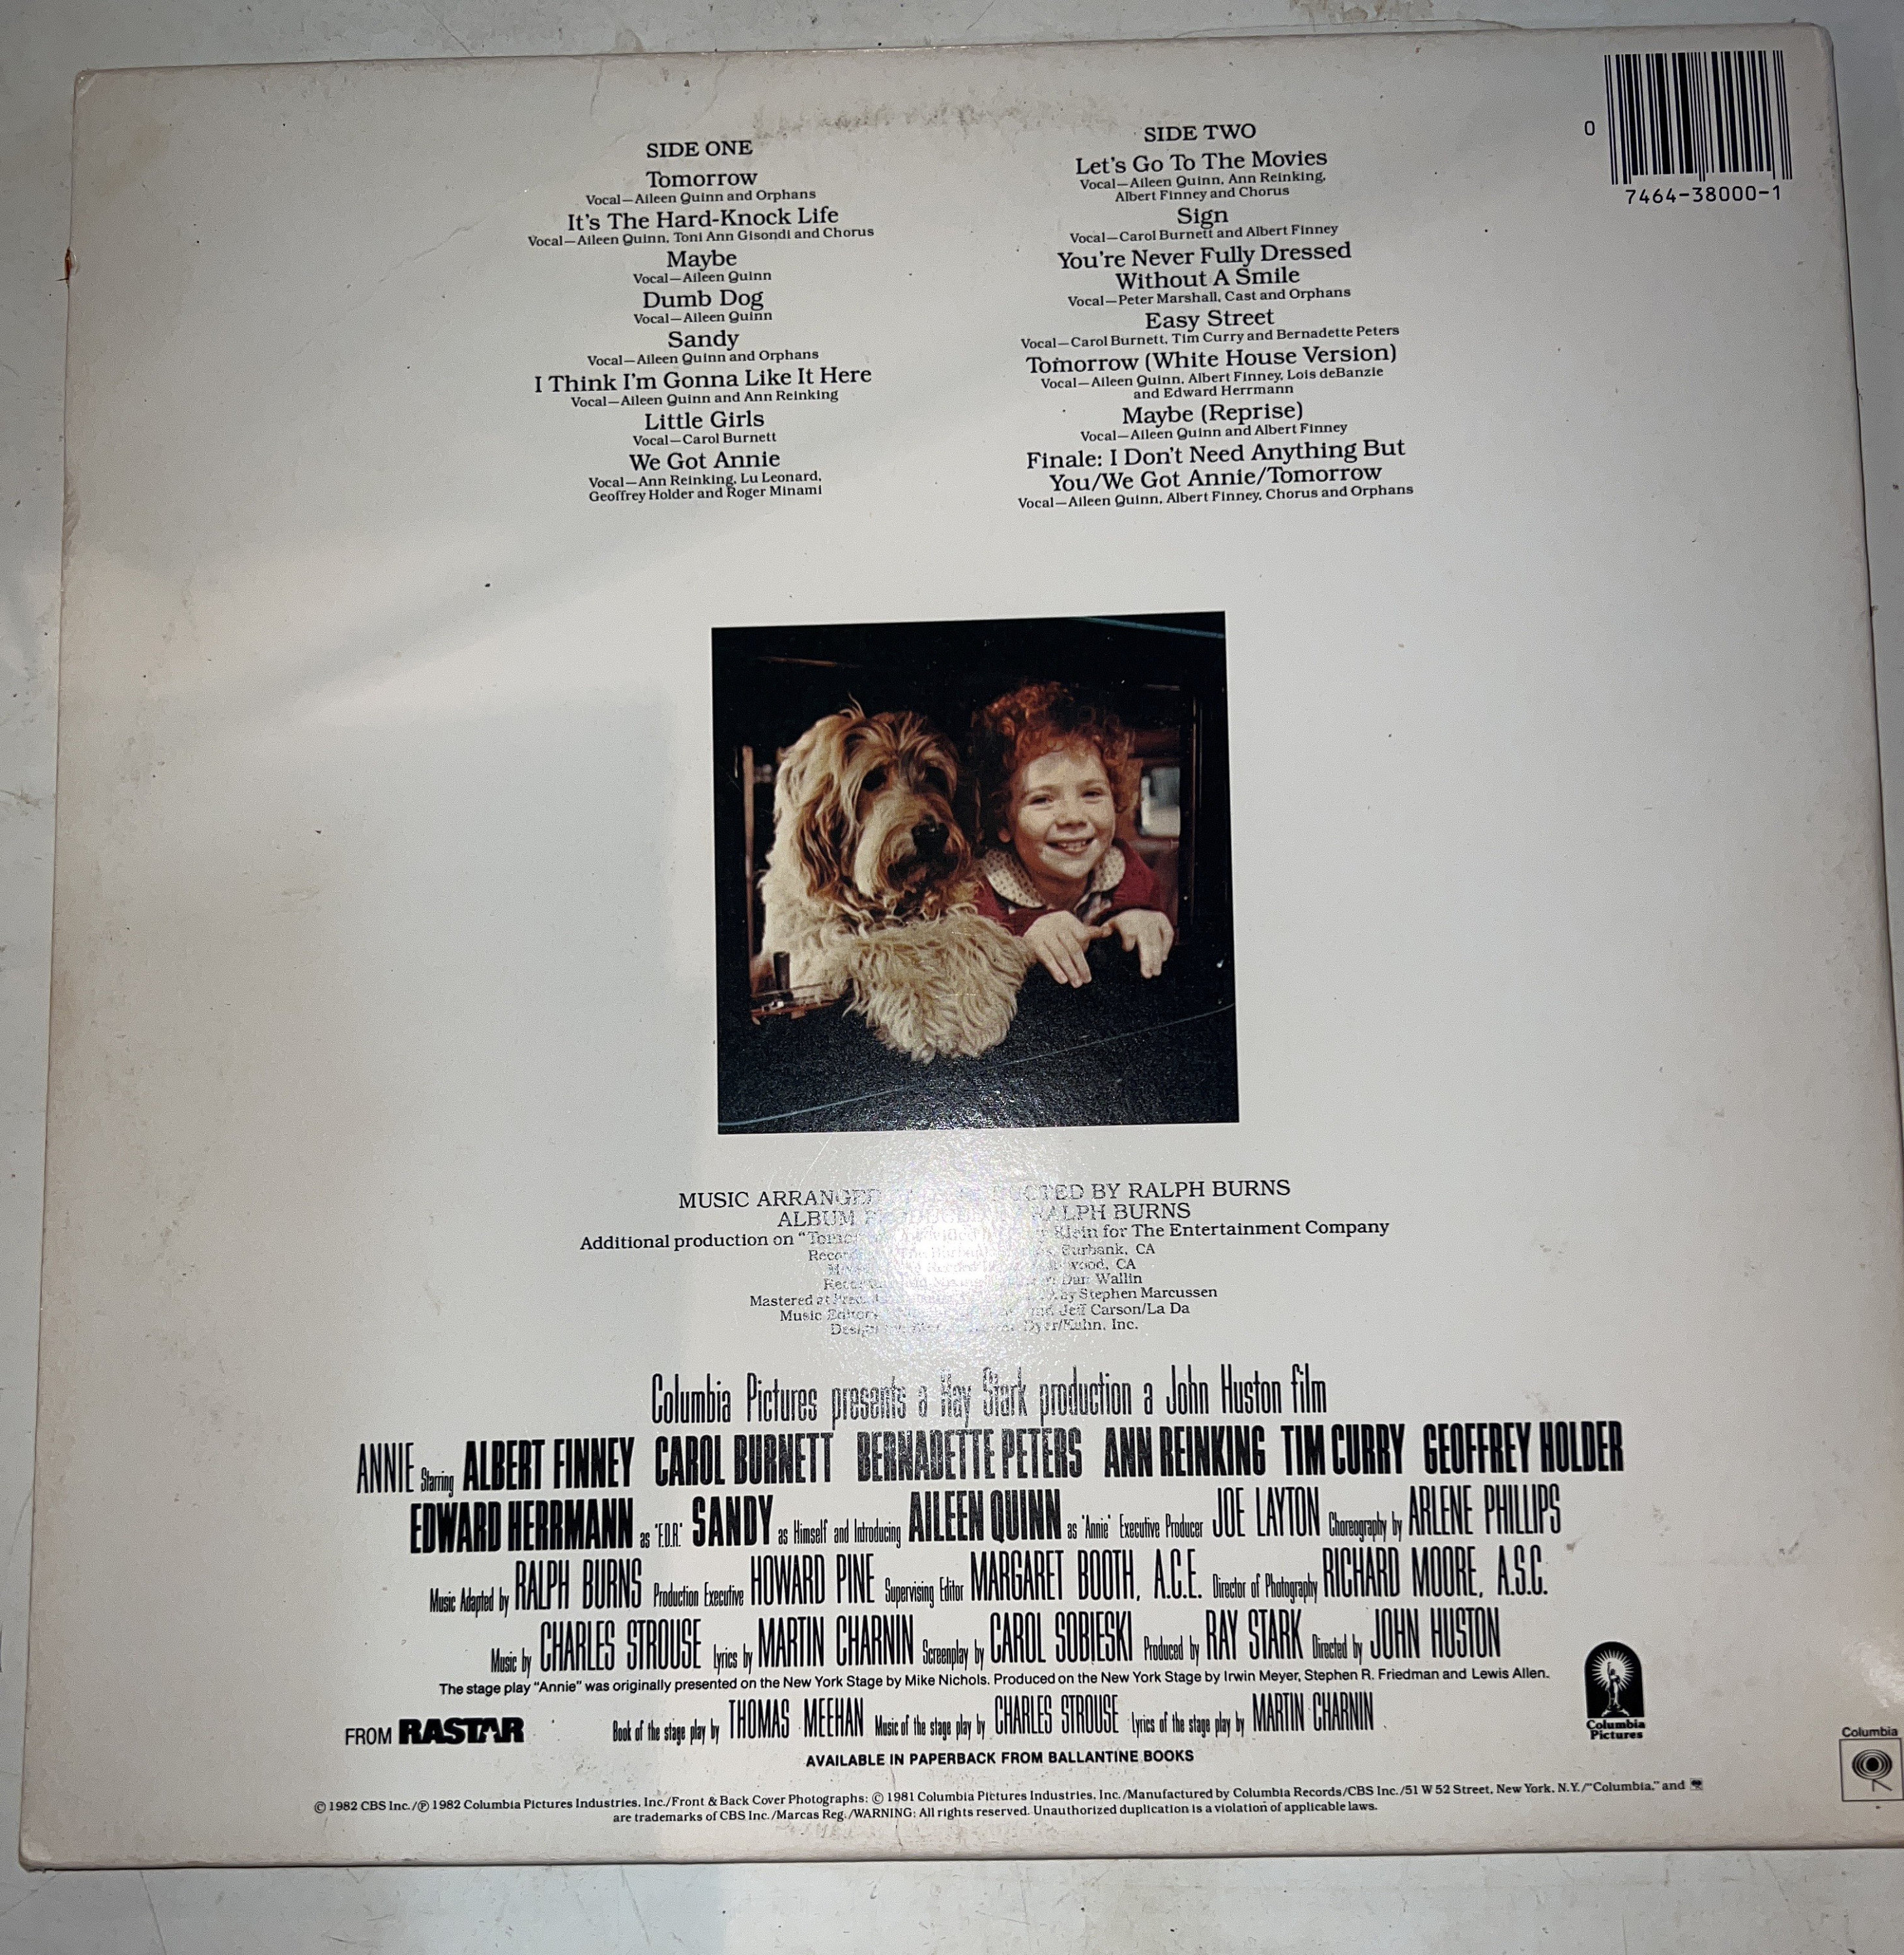 SIDE ONE
Tomorrow
Vocal—Aileen Quinn and Orphans
It's The Hard-Knock Life
Vocal—Aileen Quinn, Toni Ann Gisondi and Chorus
Maybe
Vocal—Aileen Quinn
Dumb Dog
Vocal—Aileen Quinn
Sandy
Vocal—Aileen Quinn and Orphans
I Think I'm Gonna Like It Here
Vocal—Aileen Quinn and Ann Reinking
Little Girls
Vocal—Carol Burnett
We Got Annie
Vocal—Ann Reinking, Lu Leonard,
Geoffrey Holder and Roger Minami
SIDE TWO
Let's Go To The Movies
Vocal—Aileen Quinn, Ann Reinking,
Albert Finney and Chorus
Sign
Vocal—Carol Burnett and Albert Finney
You're Never Fully Dressed
Without A Smile
Vocal—Peter Marshall, Cast and Orphans
Easy Street
Vocal—Carol Burnett, Tim Curry and Bernadette Peters
Tomorrow (White House Version)
Vocal—Aileen Quinn, Albert Finney, Lois deBanzie
and Edward Herrmann
Maybe (Reprise)
Vocal—Aileen Quinn and Albert Finney
Finale: I Don't Need Anything But
You/We Got Annie/Tomorrow
Vocal—Aileen Quinn, Albert Finney, Chorus and Orphans
0
7464-38000-1
MUSIC ARRANGED BY RALPH BURNS
ALBUM PRODUCED RALPH BURNS
Additional production on Klein for The Entertainment Company
Burbank, CA
CA
Dan Wallin
Mastered at by Stephen Marcussen
Music Editors Jeff Carson/La Da
Design Dyer/Kahn, Inc.
Columbia Pictures presents a Ray Stark production a John Huston film
ANNIE Starring ALBERT FINNEY CAROL BURNETT BERNADETTE PETERS ANN REINKING TIM CURRY GEOFFREY HOLDER
EDWARD HERRMANN as "F.D.R." SANDY as Himself and Introducing AILEEN QUINN as "Annie" Executive Producer JOE LAYTON Choreography by ARLENE PHILLIPS
Music Adapted by RALPH BURNS Production Executive HOWARD PINE Supervising Editor MARGARET BOOTH, A.C.E. Director of Photography RICHARD MOORE, A.S.C.
Music by CHARLES STROUSE Lyrics by MARTIN CHARNIN Screenplay by CAROL SOBIESKI Produced by RAY STARK Directed by JOHN HUSTON
The stage play "Annie" was originally presented on the New York Stage by Mike Nichols. Produced on the New York Stage by Irwin Meyer, Stephen R. Friedman and Lewis Allen.
FROM RASTAR
Book of the stage play by THOMAS MEEHAN Music of the stage play by CHARLES STROUSE Lyrics of the stage play by MARTIN CHARNIN
Columbia
Pictures
AVAILABLE IN PAPERBACK FROM BALLANTINE BOOKS
Columbia
© 1982 CBS Inc./℗ 1982 Columbia Pictures Industries, Inc./Front & Back Cover Photographs: © 1981 Columbia Pictures Industries, Inc./Manufactured by Columbia Records/CBS Inc./51 W 52 Street, New York, N.Y./"Columbia," and
are trademarks of CBS Inc./Marcas Reg./WARNING: All rights reserved. Unauthorized duplication is a violation of applicable laws.